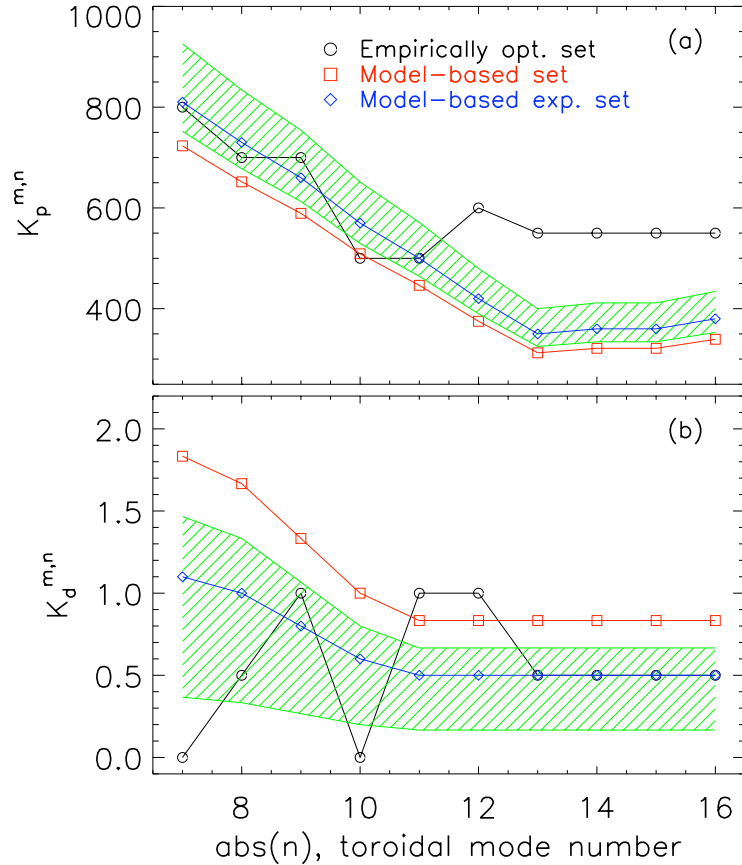 1000
800
600
400
K_p^{m,n}
(a)
Empirically opt. set
Model-based set
Model-based exp. set
2.0
1.5
1.0
0.5
0.0
K_d^{m,n}
(b)
8 10 12 14 16
abs(n), toroidal mode number